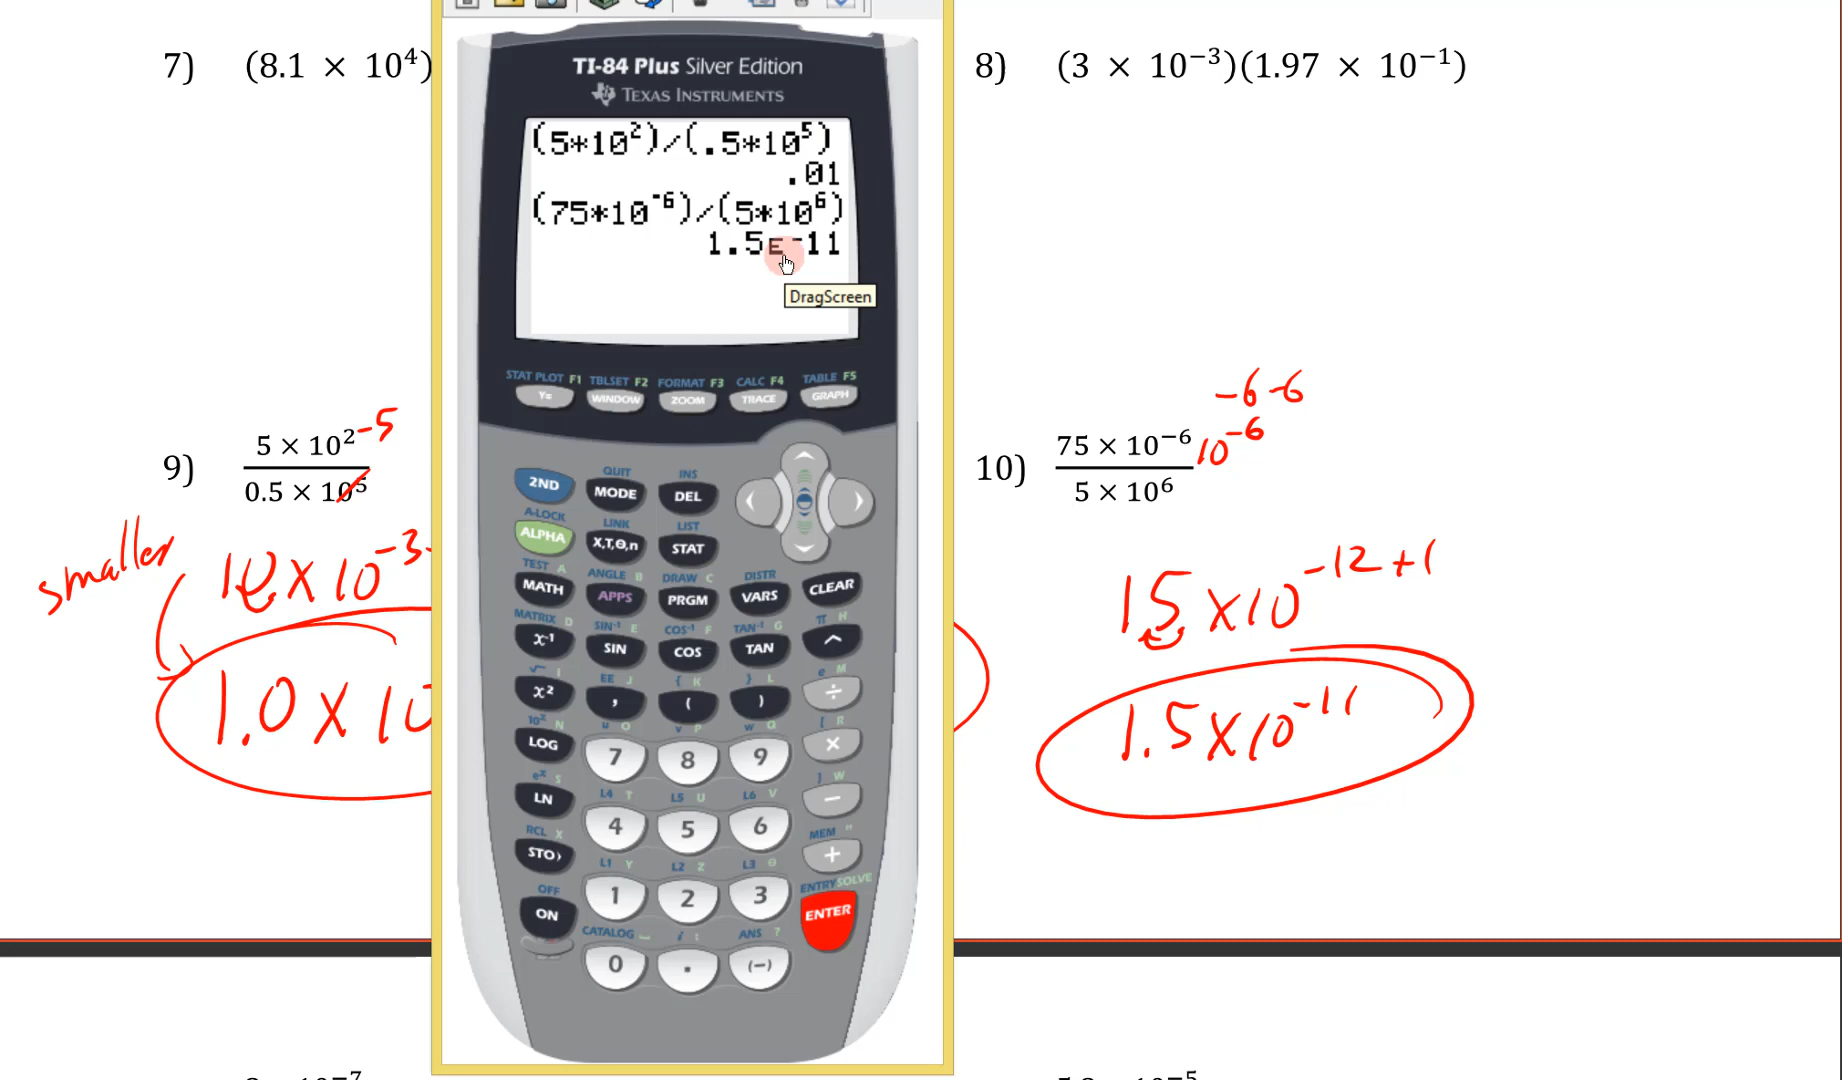 7) (8.1 × 10⁴)
8) (3 × 10⁻³)(1.97 × 10⁻¹)
TI-84 Plus Silver Edition
TEXAS INSTRUMENTS
(5*10²)/(.5*10⁵)
.01
(75*10⁻⁶)/(5*10⁶)
1.5E⁻11
DragScreen
STAT PLOT F1 TBLSET F2 FORMAT F3 CALC F4 TABLE F5
Y= WINDOW ZOOM TRACE GRAPH
9) 5 × 10² −5
0.5 × 10⁵
smaller
10 × 10⁻³
1.0 × 10
−6 −6
10) 75 × 10⁻⁶ 10⁻⁶
5 × 10⁶
15 × 10⁻¹²⁺¹
1.5 × 10⁻¹¹
QUIT INS
2ND MODE DEL
A-LOCK LINK LIST
ALPHA X,T,Θ,n STAT
TEST A ANGLE B DRAW C DISTR
MATH APPS PRGM VARS CLEAR
MATRIX D SIN⁻¹ E COS⁻¹ F TAN⁻¹ G π H
x⁻¹ SIN COS TAN ^
√ I EE J { K } L e M
x² , ( ) ÷
10ˣ N u O v P w Q [ R
LOG 7 8 9 ×
eˣ S L4 T L5 U L6 V ] W
LN 4 5 6 −
RCL X L1 Y L2 Z L3 θ MEM "
STO› 1 2 3 +
OFF ENTRY SOLVE
ON ENTER
CATALOG i : ANS ?
0 . (−)